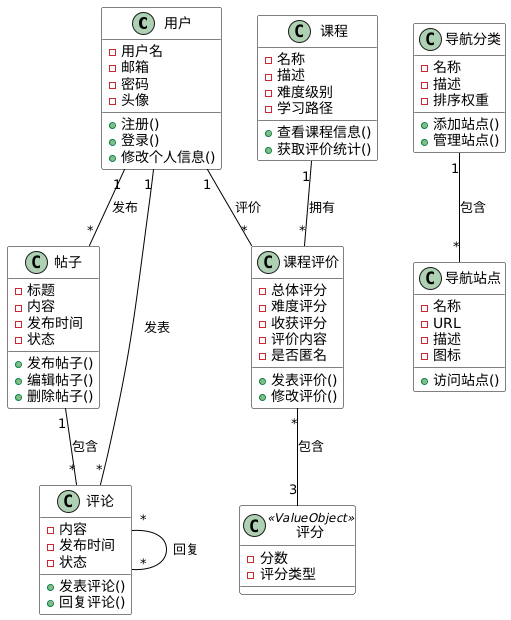 C 用户
用户名
邮箱
密码
头像
注册()
登录()
修改个人信息()
C 课程
名称
描述
难度级别
学习路径
查看课程信息()
获取评价统计()
C 导航分类
名称
描述
排序权重
添加站点()
管理站点()
1
发布
*
1
发表
*
1
评价
*
1
拥有
*
1
包含
*
C 帖子
标题
内容
发布时间
状态
发布帖子()
编辑帖子()
删除帖子()
C 课程评价
总体评分
难度评分
收获评分
评价内容
是否匿名
发表评价()
修改评价()
C 导航站点
名称
URL
描述
图标
访问站点()
1
包含
*
*
包含
3
C 评论
内容
发布时间
状态
发表评论()
回复评论()
*
回复
*
C «ValueObject»
评分
分数
评分类型